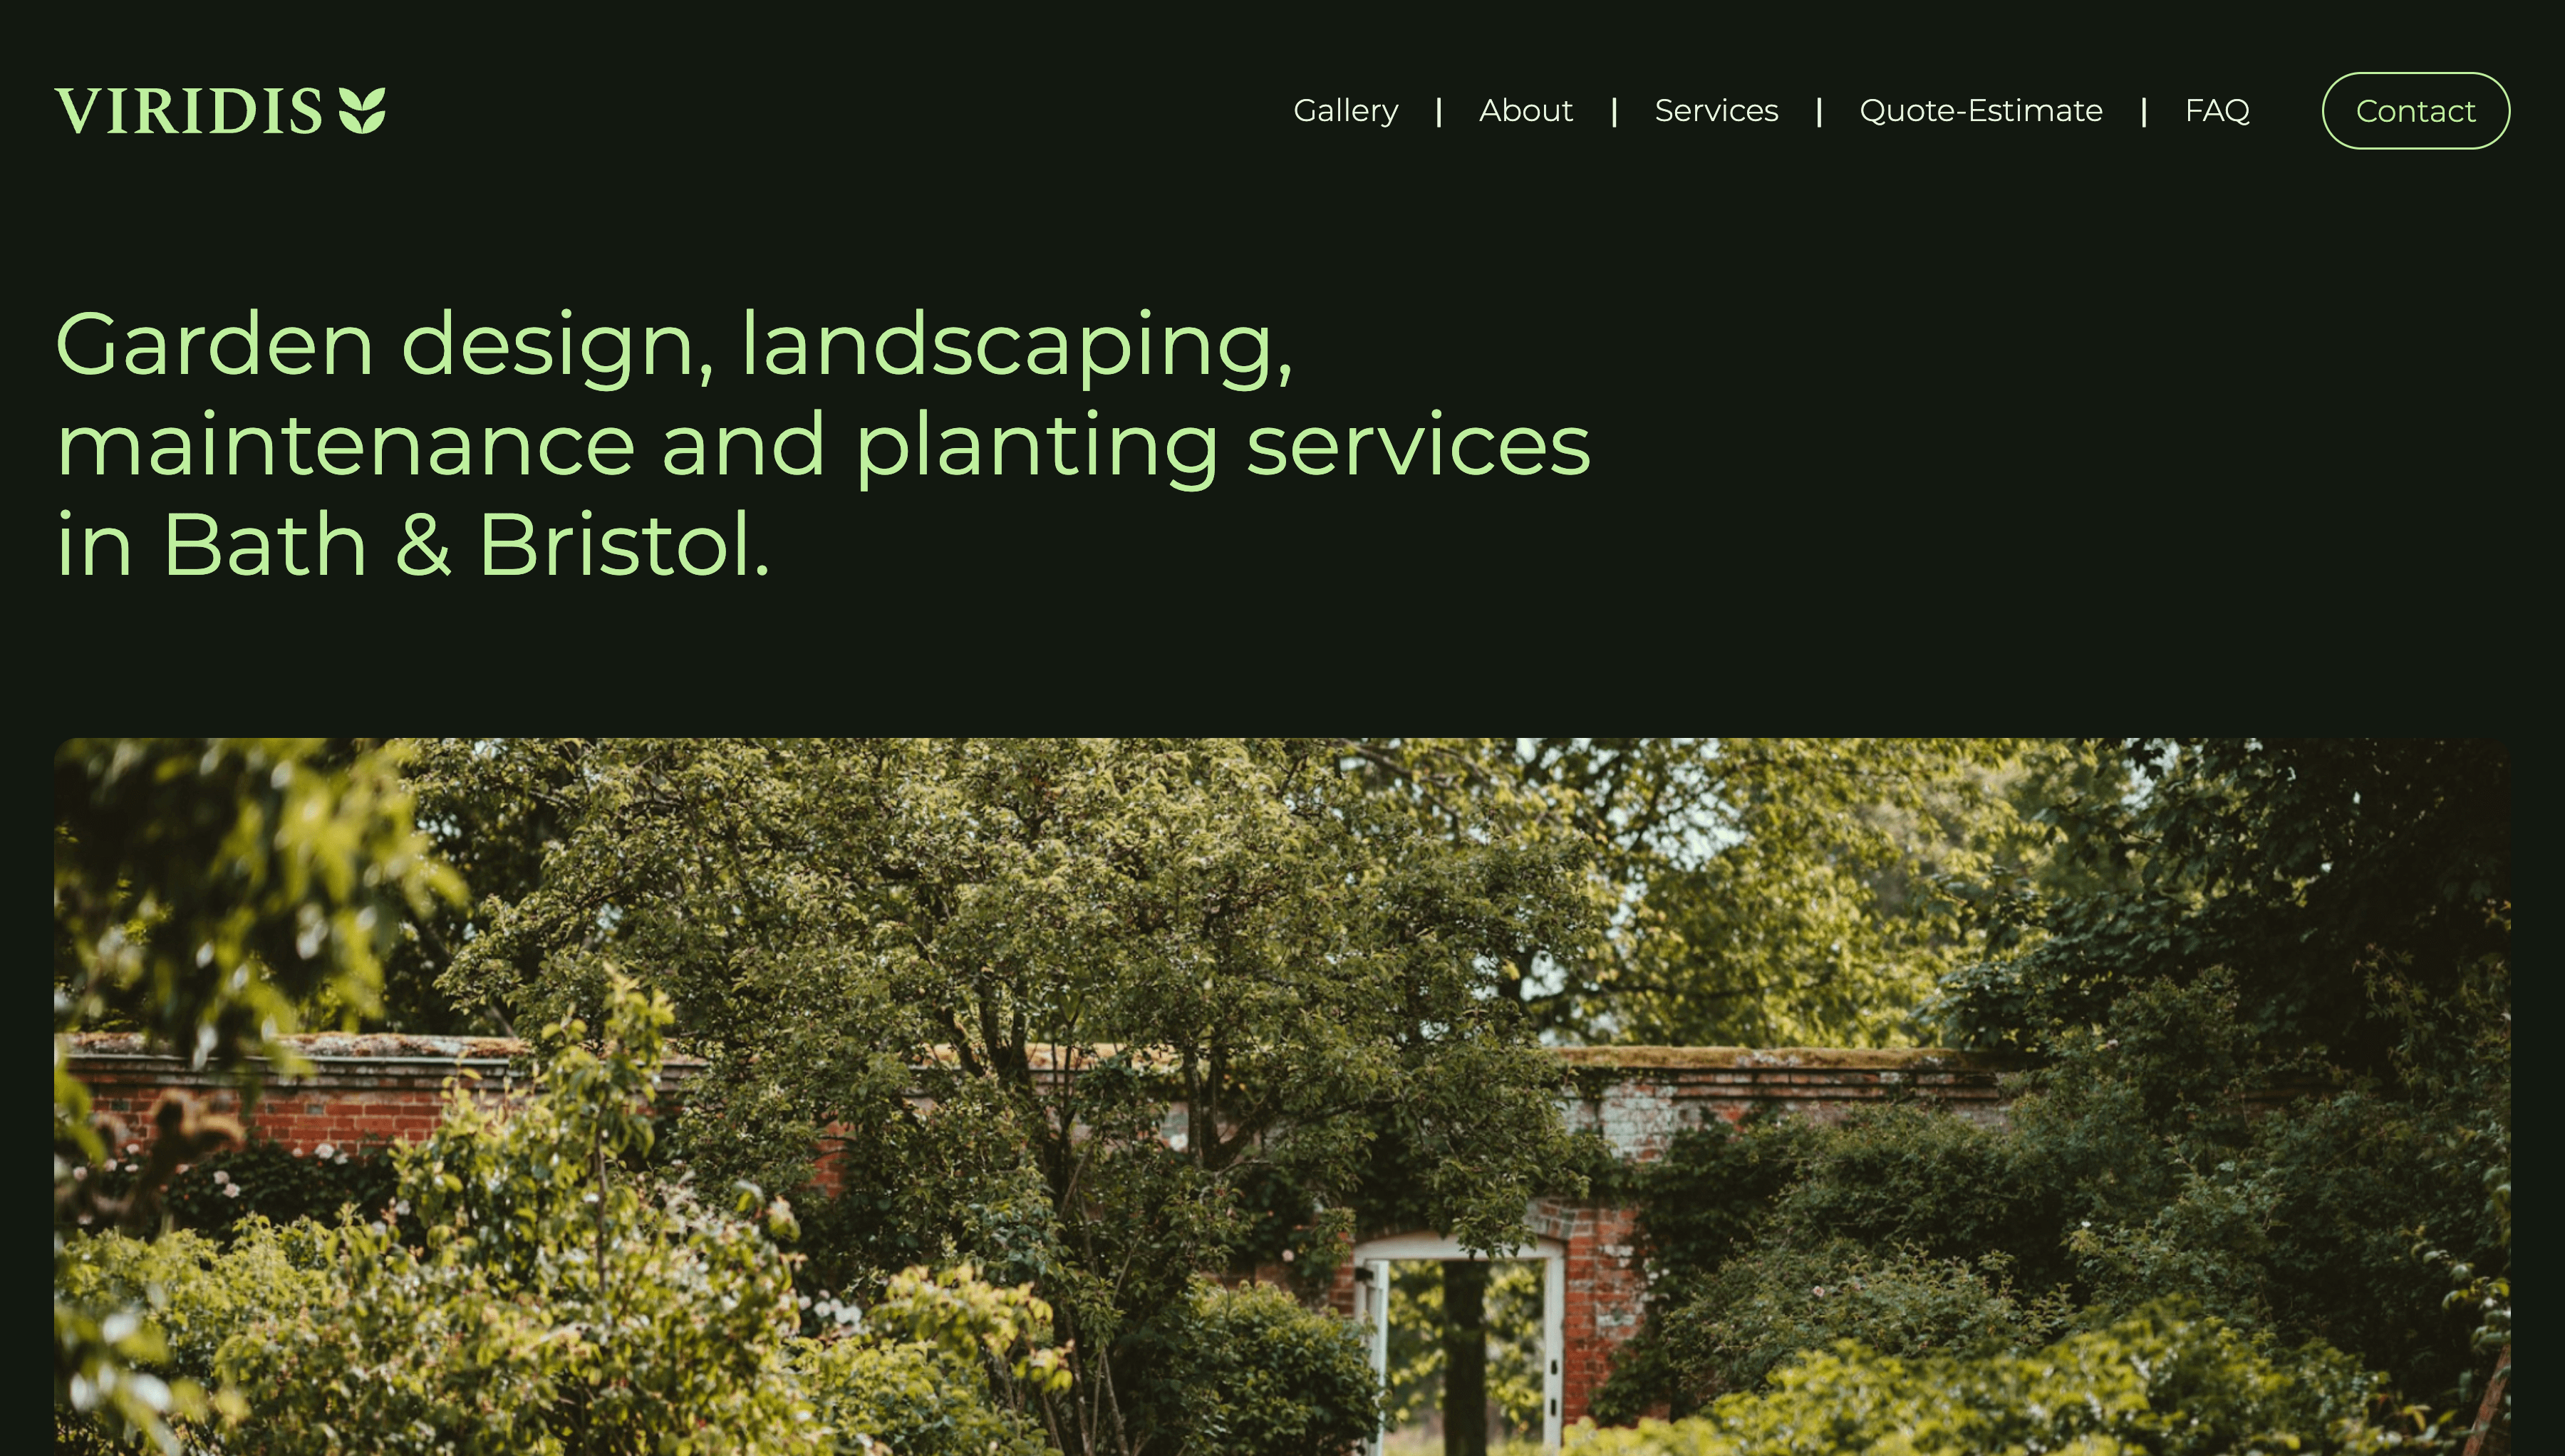 VIRIDIS
Gallery | About | Services | Quote-Estimate | FAQ
Contact
Garden design, landscaping,
maintenance and planting services
in Bath & Bristol.